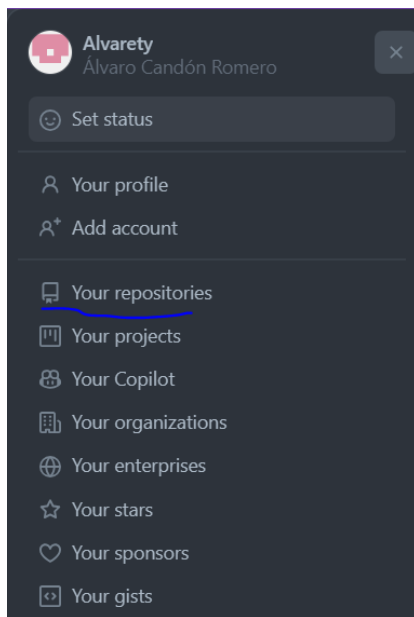 Alvarety
Álvaro Candón Romero
Set status
Your profile
Add account
Your repositories
Your projects
Your Copilot
Your organizations
Your enterprises
Your stars
Your sponsors
Your gists